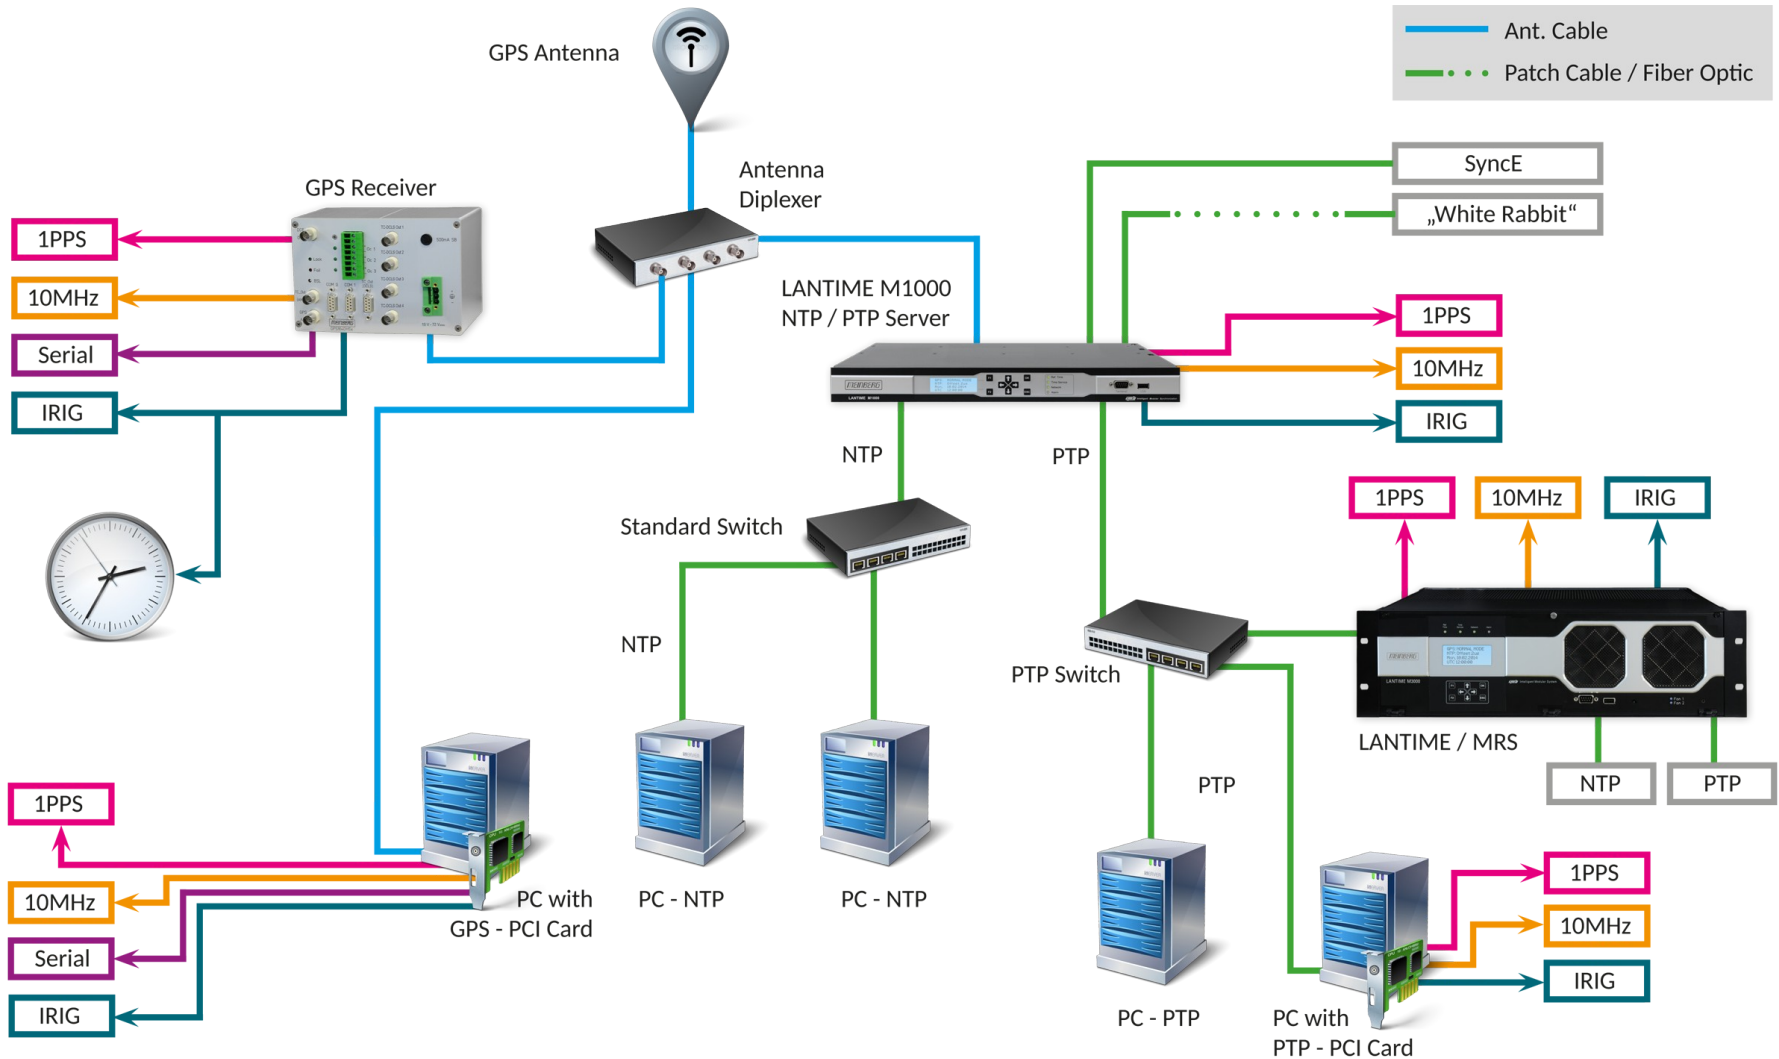 GPS Antenna
Ant. Cable
Patch Cable / Fiber Optic
Antenna
Diplexer
GPS Receiver
1PPS
10MHz
Serial
IRIG
SyncE
„White Rabbit“
LANTIME M1000
NTP / PTP Server
1PPS
10MHz
IRIG
MEINBERG
LANTIME M1000
NTP
PTP
Standard Switch
NTP
1PPS
10MHz
IRIG
PTP Switch
LANTIME / MRS
NTP
PTP
PTP
1PPS
10MHz
Serial
IRIG
PC with
GPS - PCI Card
PC - NTP
PC - NTP
PC - PTP
PC with
PTP - PCI Card
1PPS
10MHz
IRIG